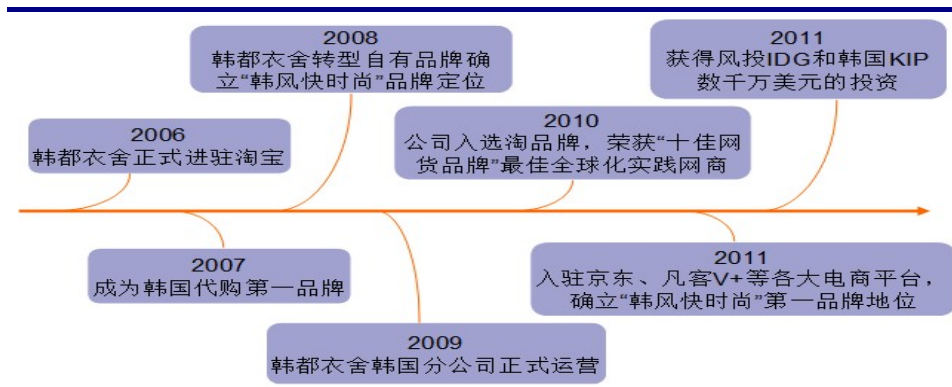 2006
韩都衣舍正式进驻淘宝
2007
成为韩国代购第一品牌
2008
韩都衣舍转型自有品牌确
立“韩风快时尚”品牌定位
2009
韩都衣舍韩国分公司正式运营
2010
公司入选淘品牌，荣获“十佳网
货品牌”最佳全球化实践网商
2011
入驻京东、凡客V+等各大电商平台，
确立“韩风快时尚”第一品牌地位
2011
获得风投IDG和韩国KIP
数千万美元的投资